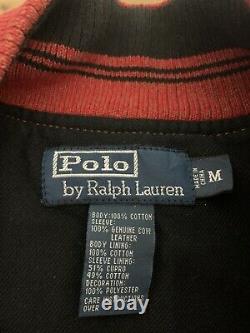 Polo
by Ralph Lauren
M
MADE IN
CHINA
BODY:100% COTTON
SLEEVE:
100% GENUINE COW
LEATHER
BODY LINING:
100% COTTON
SLEEVE LINING:
51% CUPRO
49% COTTON
DECORATION:
100% POLYESTER
CARE